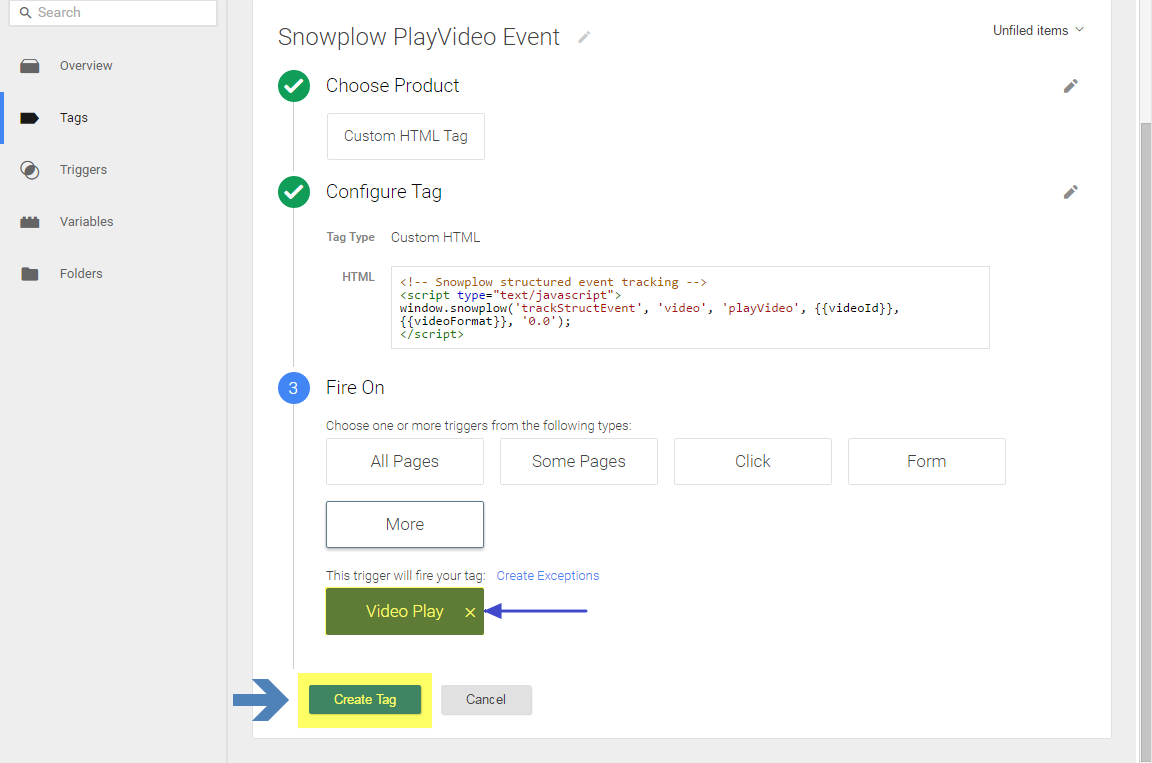 Search
Overview
Tags
Triggers
Variables
Folders
Snowplow PlayVideo Event
Unfiled items
Choose Product
Custom HTML Tag
Configure Tag
Tag Type Custom HTML
HTML
<!-- Snowplow structured event tracking -->
<script type="text/javascript">
window.snowplow('trackStructEvent', 'video', 'playVideo', {{videoId}},
{{videoFormat}}, '0.0');
</script>
3 Fire On
Choose one or more triggers from the following types:
All Pages Some Pages Click Form
More
This trigger will fire your tag: Create Exceptions
Video Play ×
Create Tag Cancel